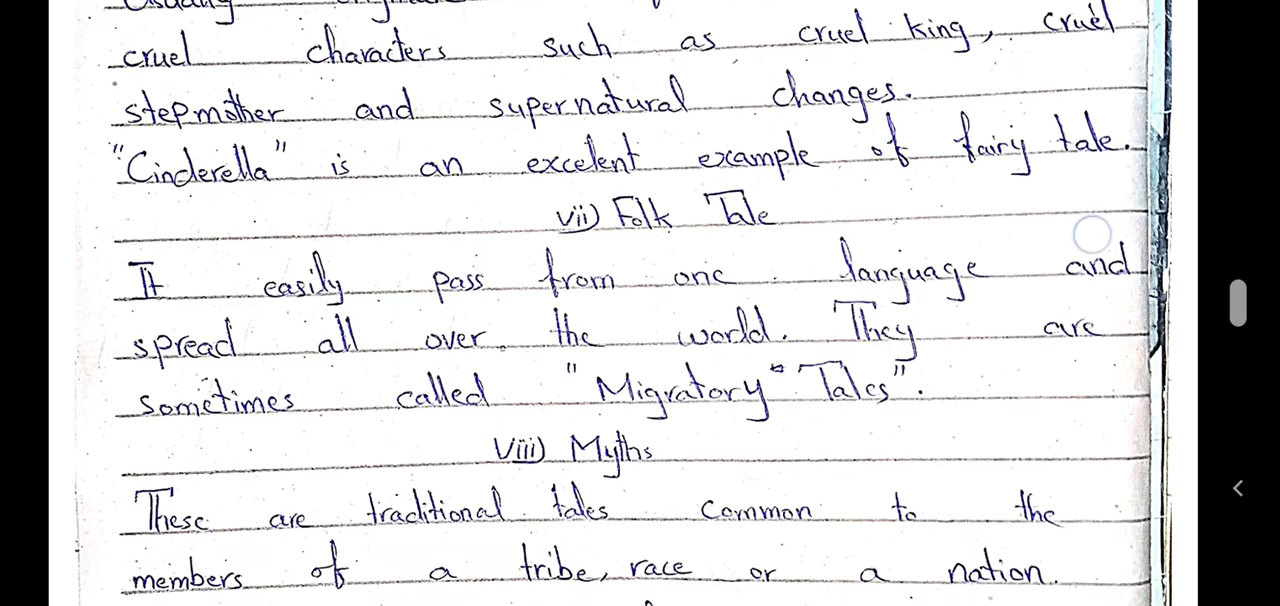 cruel characters such as cruel king, cruel
stepmother and supernatural changes.
"Cinderella" is an excelent example of fairy tale.
vii) Folk Tale
It easily pass from one language and
spread all over the world. They are
sometimes called "Migratory" Tales".
viii) Myths
These are traditional tales common to the
members of a tribe, race or a nation.